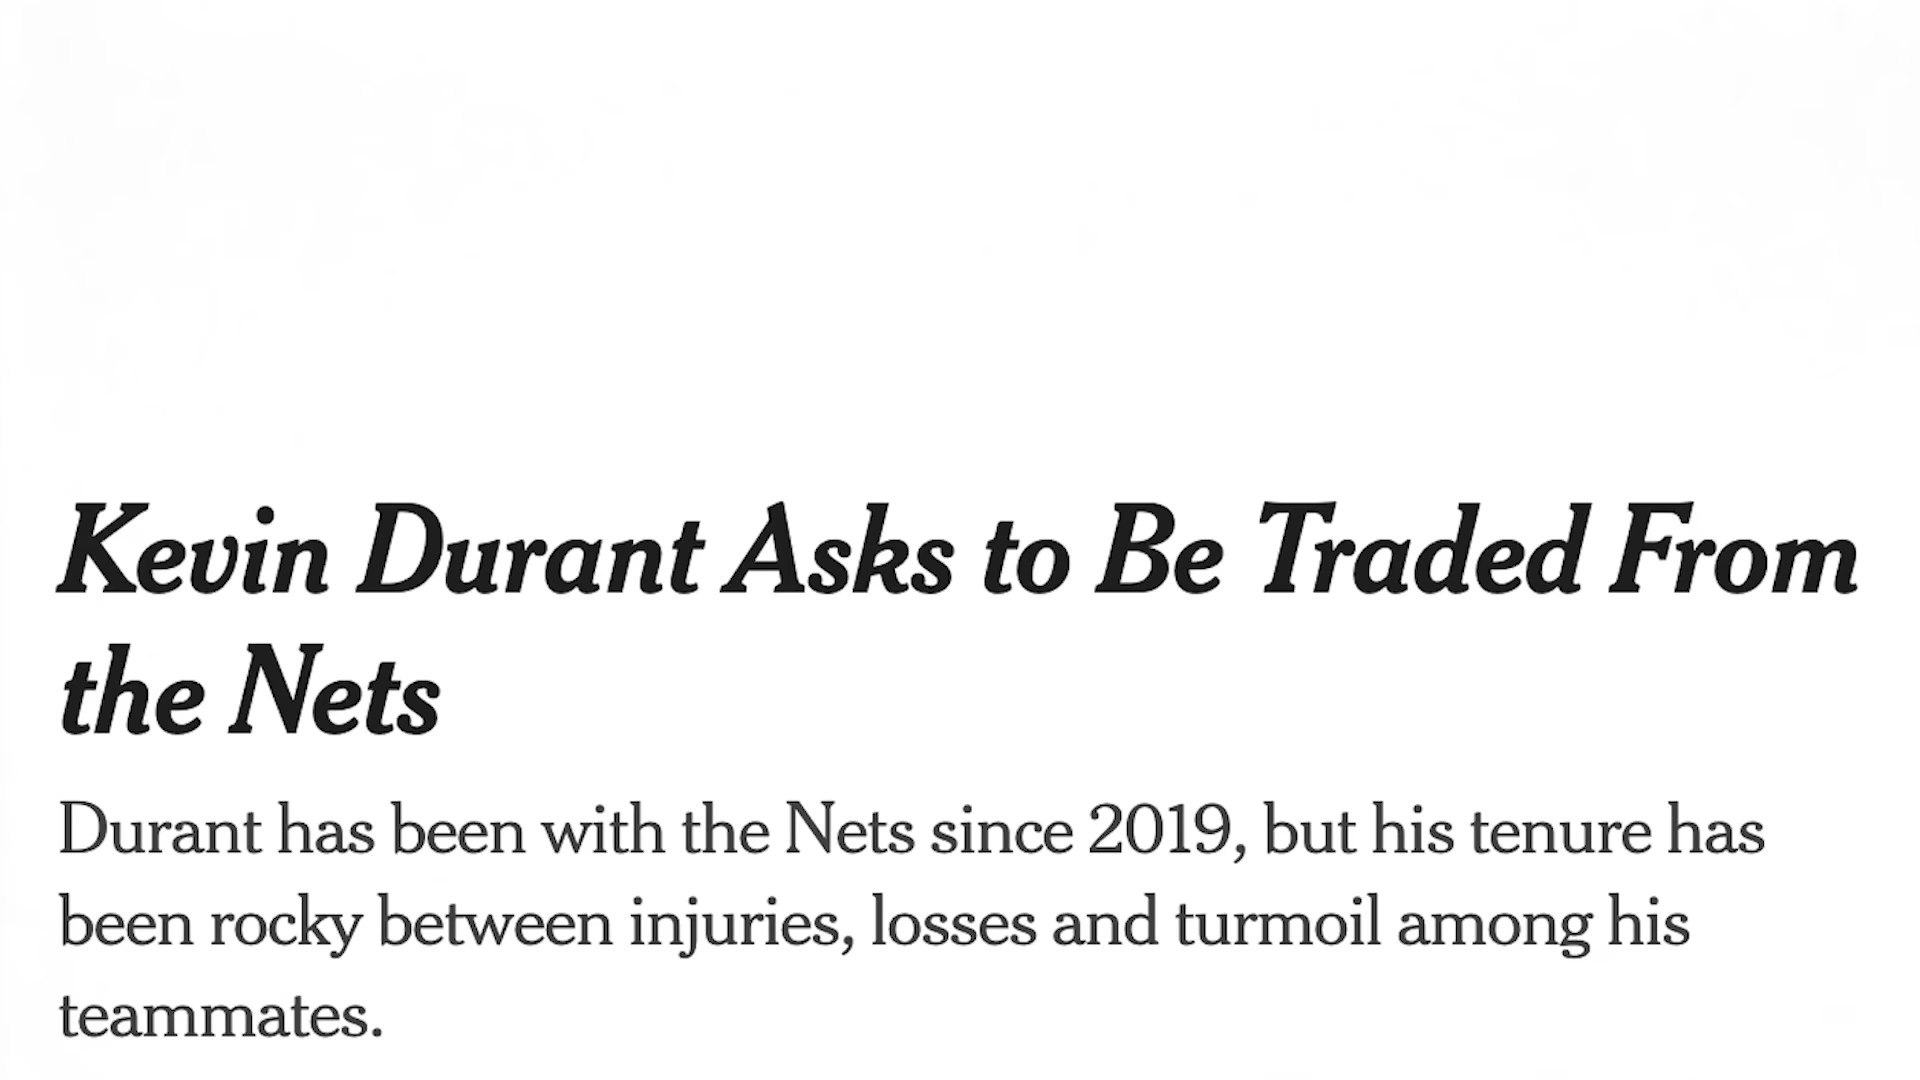 Kevin Durant Asks to Be Traded From
the Nets
Durant has been with the Nets since 2019, but his tenure has
been rocky between injuries, losses and turmoil among his
teammates.